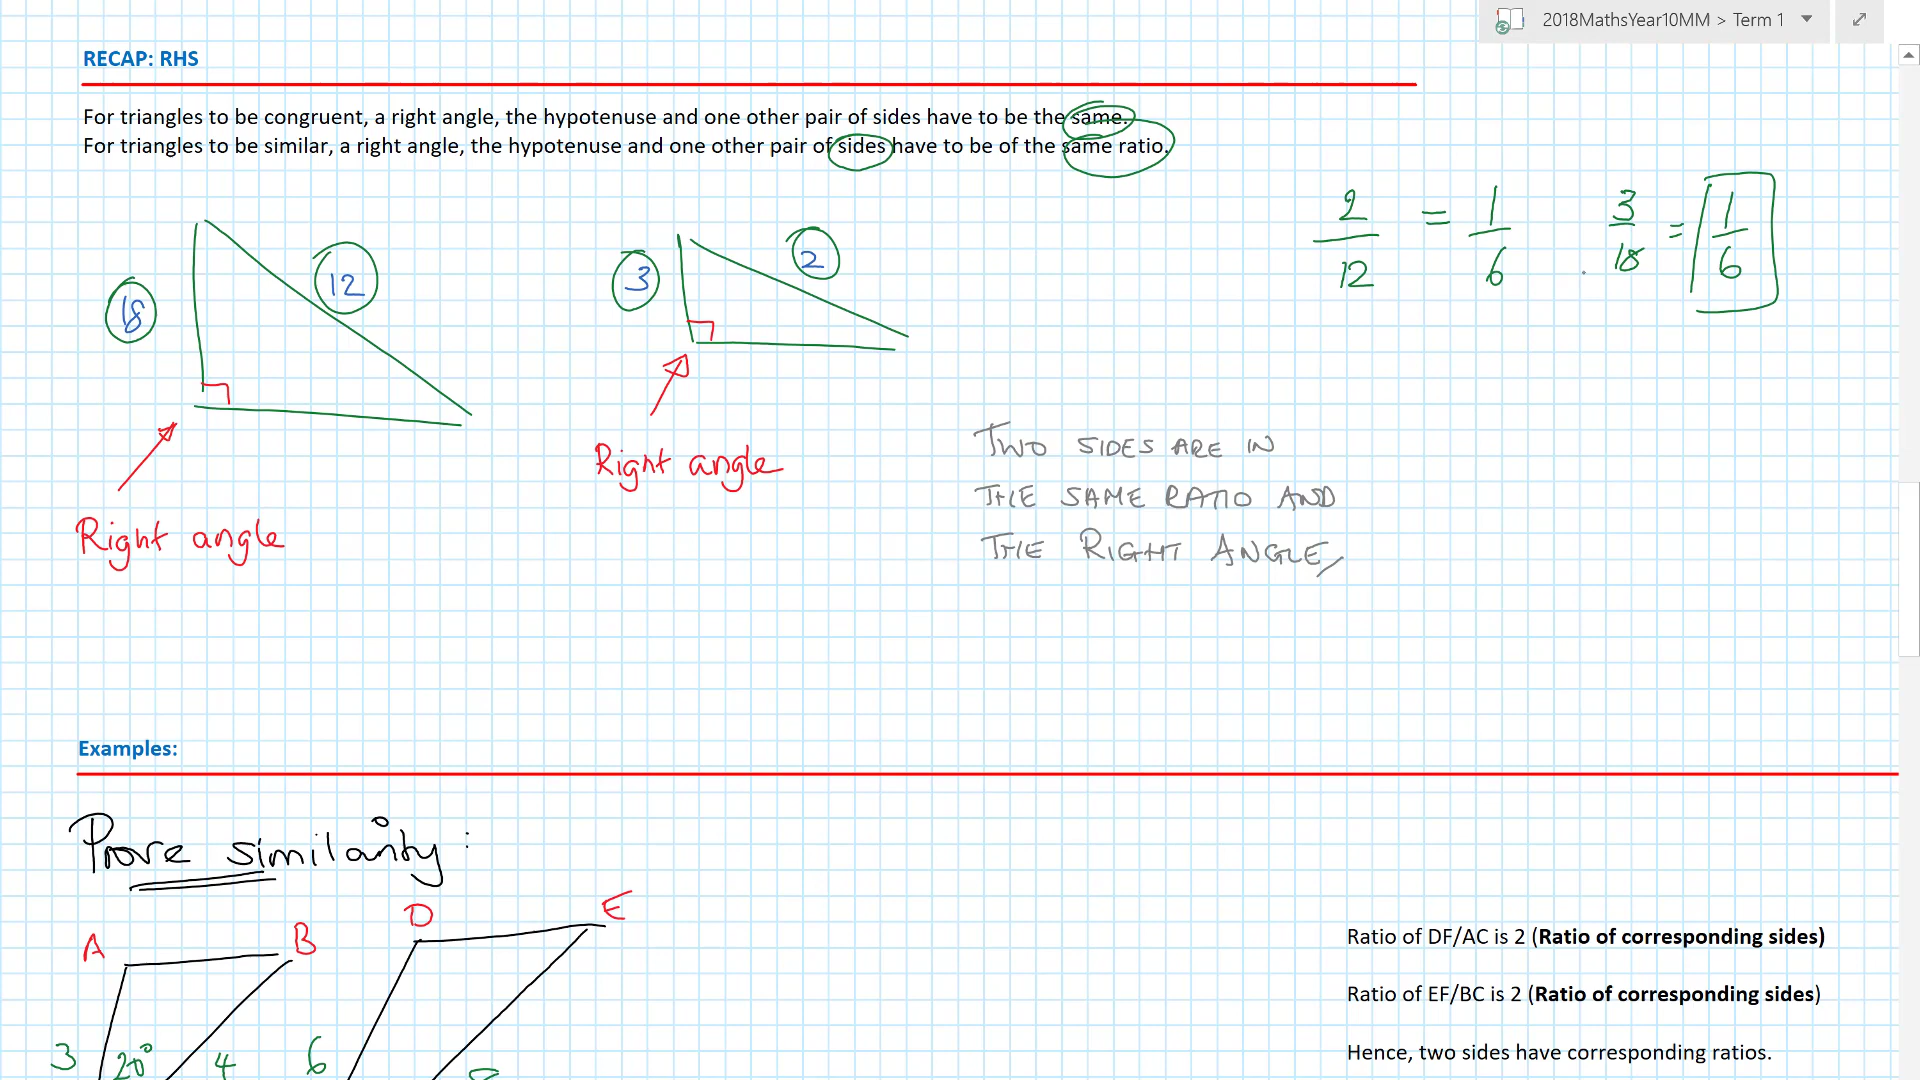 2018MathsYear10MM > Term 1
RECAP: RHS
For triangles to be congruent, a right angle, the hypotenuse and one other pair of sides have to be the same.
For triangles to be similar, a right angle, the hypotenuse and one other pair of sides have to be of the same ratio.
2/12 = 1/6 3/18 = 1/6
18
12
3
2
Right angle
Right angle
TWO SIDES ARE IN
THE SAME RATIO AND
THE RIGHT ANGLE
Examples:
Prove similarity:
A B D E
3 20° 4 6 8
Ratio of DF/AC is 2 (Ratio of corresponding sides)
Ratio of EF/BC is 2 (Ratio of corresponding sides)
Hence, two sides have corresponding ratios.